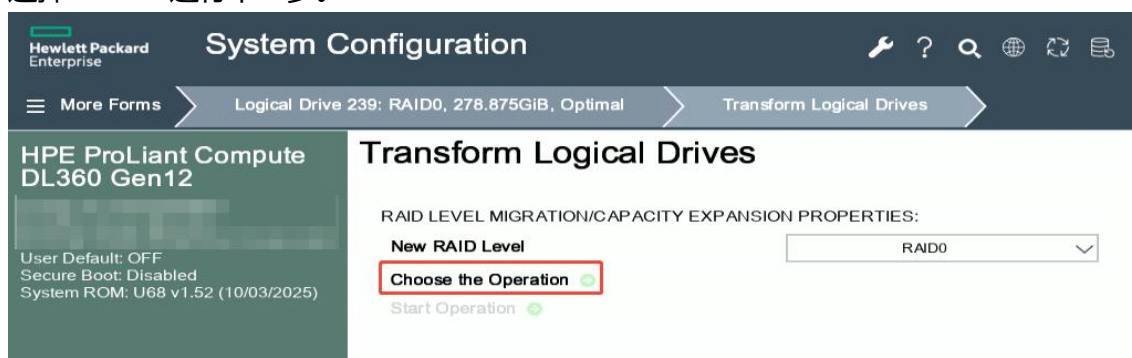 Hewlett Packard
Enterprise
System Configuration
More Forms
Logical Drive 239: RAID0, 278.875GiB, Optimal
Transform Logical Drives
HPE ProLiant Compute
DL360 Gen12
User Default: OFF
Secure Boot: Disabled
System ROM: U68 v1.52 (10/03/2025)
Transform Logical Drives
RAID LEVEL MIGRATION/CAPACITY EXPANSION PROPERTIES:
New RAID Level
RAID0
Choose the Operation
Start Operation